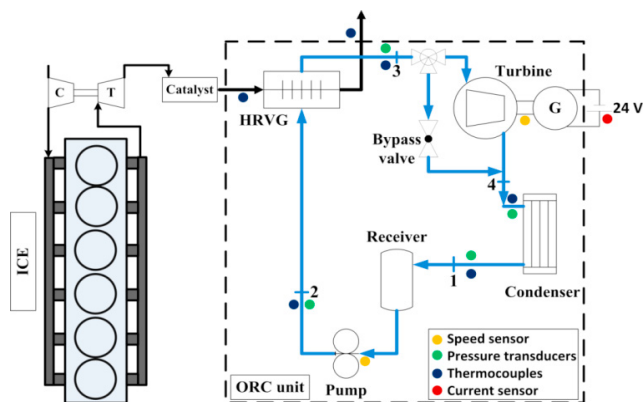 Turbine
3
C
T
Catalyst
G
24 V
HRVG
Bypass
valve
4
ICE
Receiver
1
Condenser
2
Speed sensor
Pressure transducers
Thermocouples
Current sensor
ORC unit
Pump